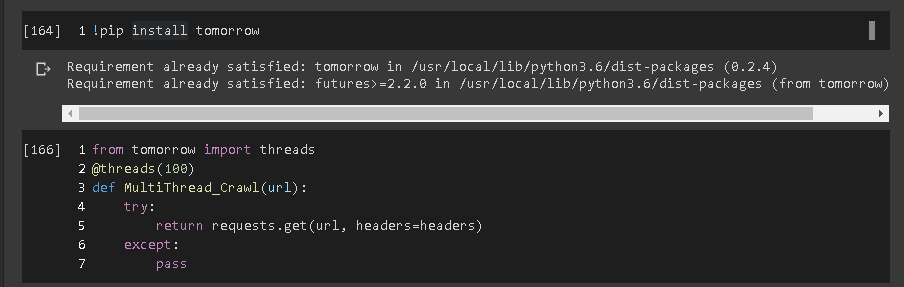 [164] 1 !pip install tomorrow
Requirement already satisfied: tomorrow in /usr/local/lib/python3.6/dist-packages (0.2.4)
Requirement already satisfied: futures>=2.2.0 in /usr/local/lib/python3.6/dist-packages (from tomorrow)
[166] 1 from tomorrow import threads
2 @threads(100)
3 def MultiThread_Crawl(url):
4     try:
5         return requests.get(url, headers=headers)
6     except:
7         pass